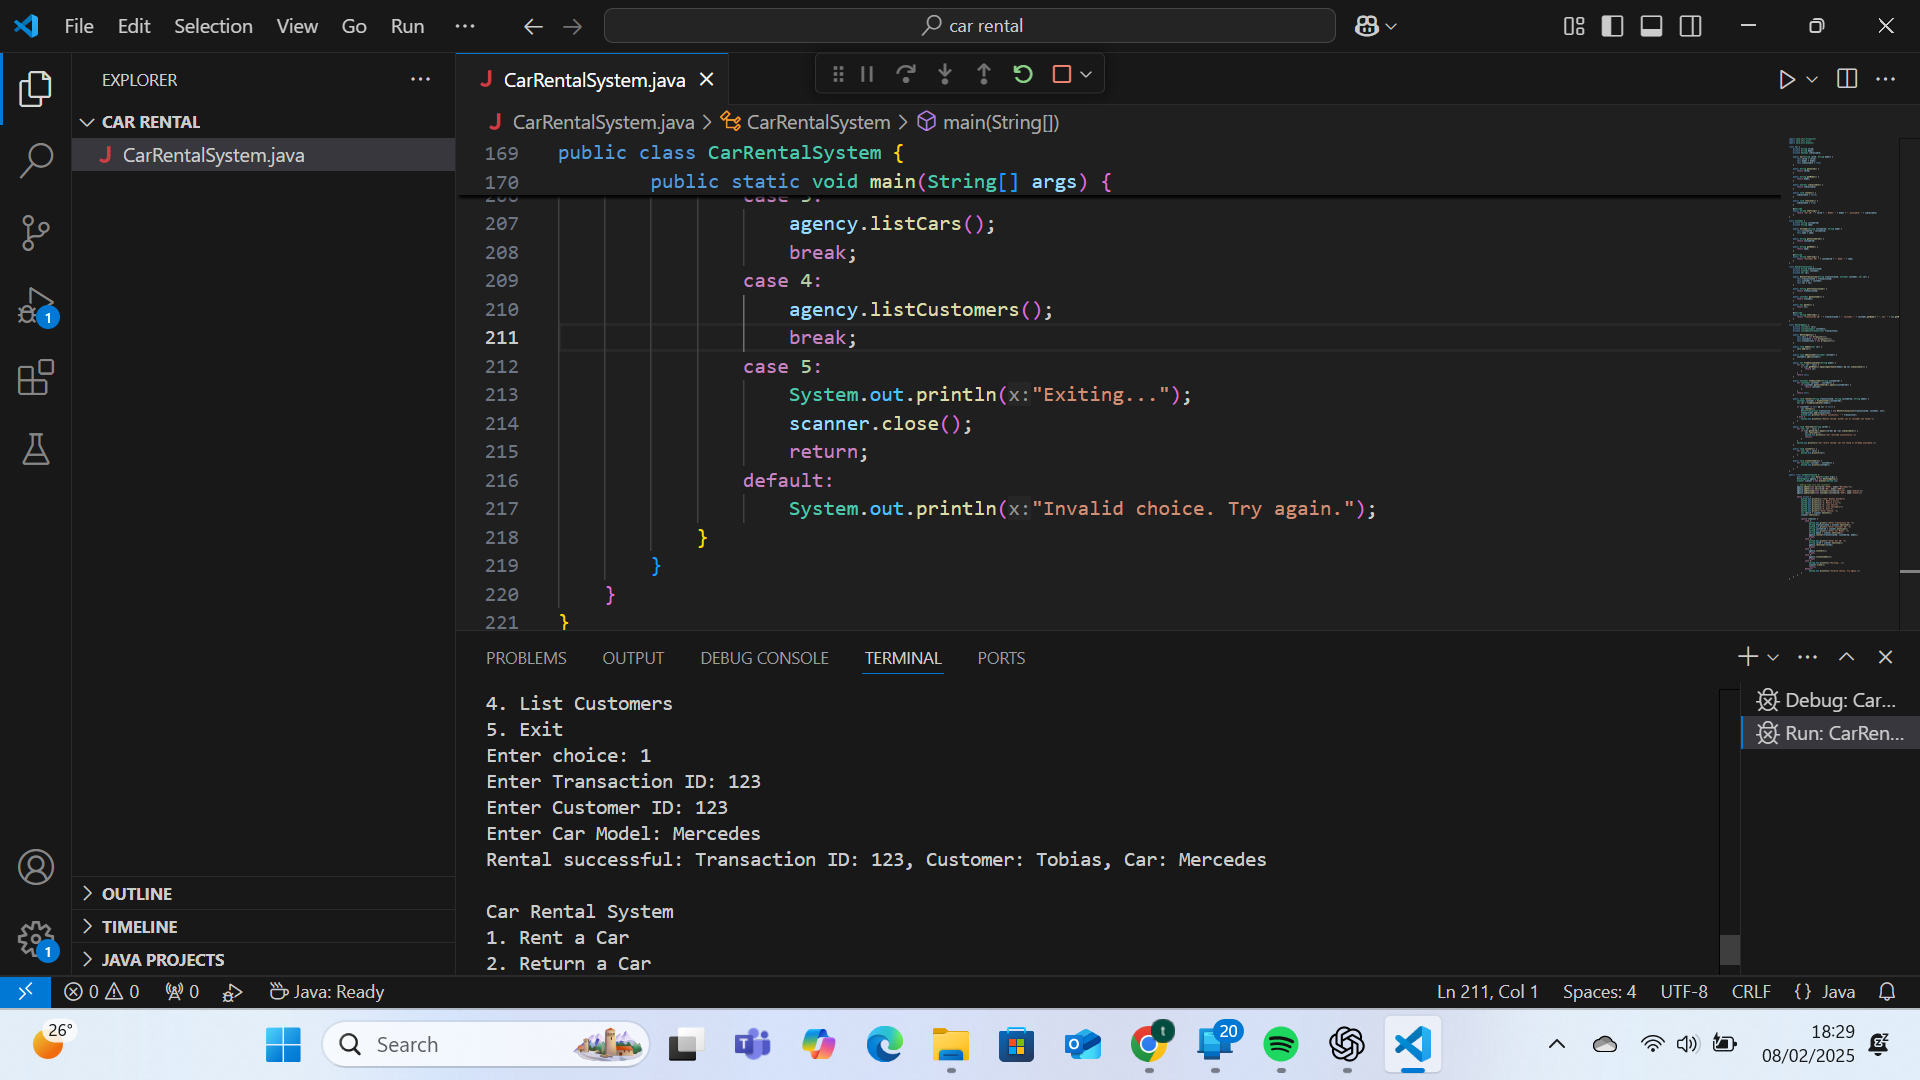 File Edit Selection View Go Run ···
car rental
EXPLORER
CAR RENTAL
CarRentalSystem.java
OUTLINE
TIMELINE
JAVA PROJECTS
CarRentalSystem.java
CarRentalSystem.java > CarRentalSystem > main(String[])
169 public class CarRentalSystem {
170 public static void main(String[] args) {
207 agency.listCars();
208 break;
209 case 4:
210 agency.listCustomers();
211 break;
212 case 5:
213 System.out.println(x:"Exiting...");
214 scanner.close();
215 return;
216 default:
217 System.out.println(x:"Invalid choice. Try again.");
218 }
219 }
220 }
221 }
PROBLEMS OUTPUT DEBUG CONSOLE TERMINAL PORTS
4. List Customers
5. Exit
Enter choice: 1
Enter Transaction ID: 123
Enter Customer ID: 123
Enter Car Model: Mercedes
Rental successful: Transaction ID: 123, Customer: Tobias, Car: Mercedes
Car Rental System
1. Rent a Car
2. Return a Car
Debug: Car...
Run: CarRen...
1
1
0 0 0 Java: Ready Ln 211, Col 1 Spaces: 4 UTF-8 CRLF {} Java
26°
Search
t
20
18:29
08/02/2025